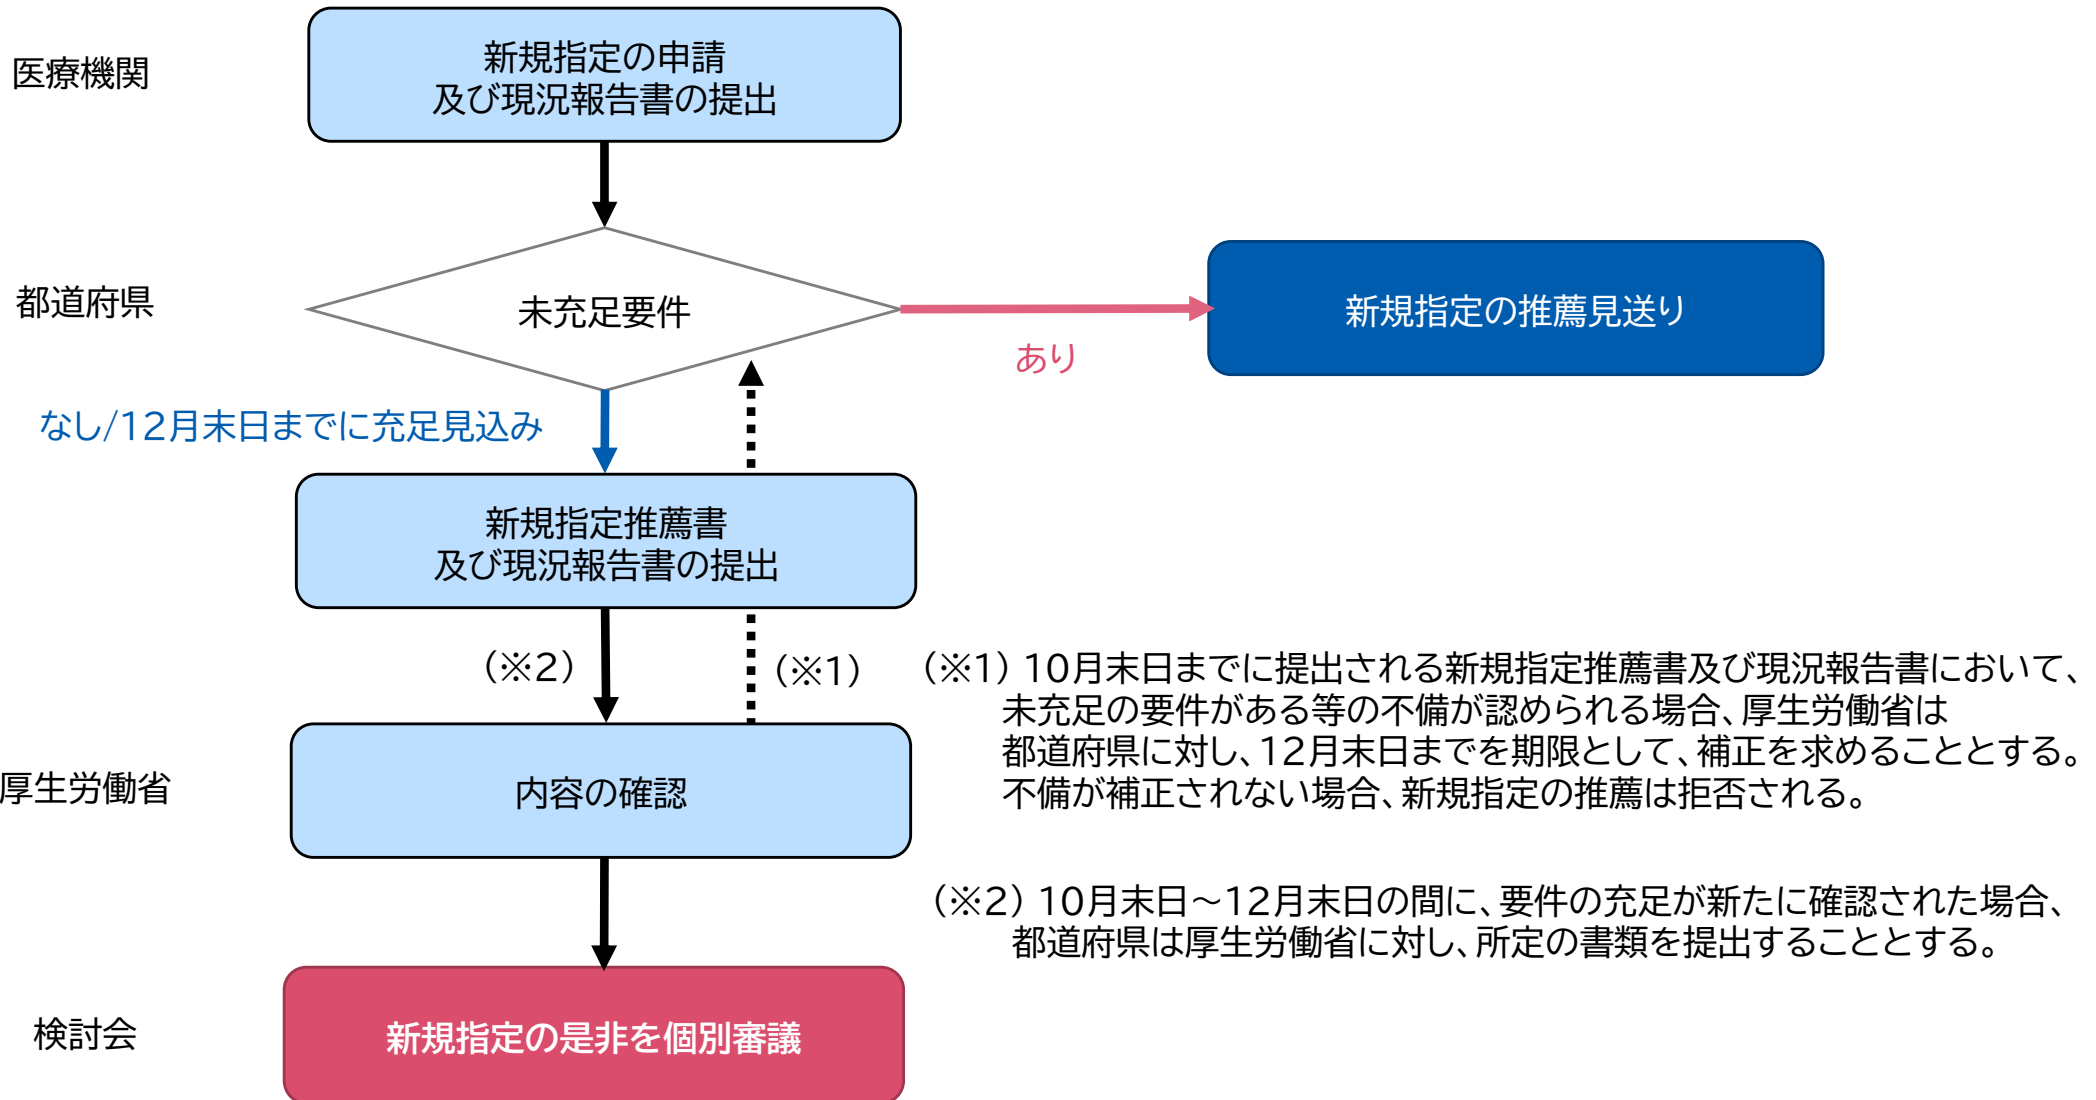 医療機関
新規指定の申請
及び現況報告書の提出
都道府県
未充足要件
あり
新規指定の推薦見送り
なし/12月末日までに充足見込み
新規指定推薦書
及び現況報告書の提出
(※2)
(※1)
(※1) 10月末日までに提出される新規指定推薦書及び現況報告書において、
未充足の要件がある等の不備が認められる場合、厚生労働省は
都道府県に対し、12月末日までを期限として、補正を求めることとする。
不備が補正されない場合、新規指定の推薦は拒否される。
厚生労働省
内容の確認
(※2) 10月末日～12月末日の間に、要件の充足が新たに確認された場合、
都道府県は厚生労働省に対し、所定の書類を提出することとする。
検討会
新規指定の是非を個別審議